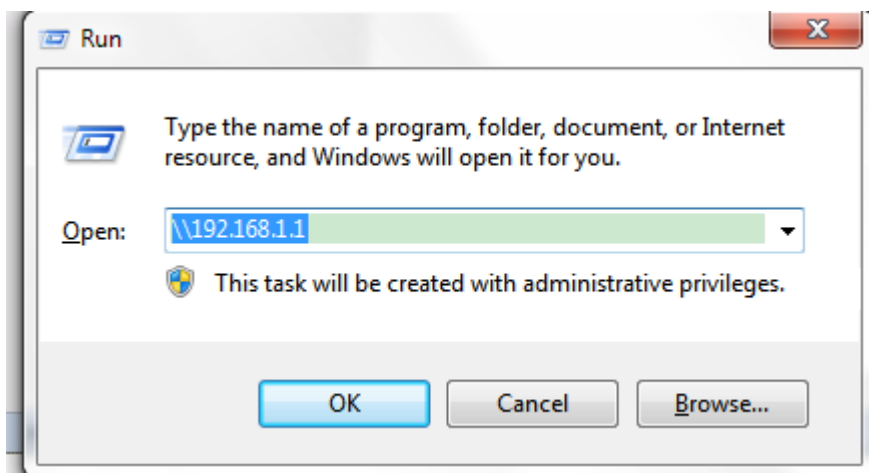 Run
Type the name of a program, folder, document, or Internet
resource, and Windows will open it for you.
Open: \\192.168.1.1
This task will be created with administrative privileges.
OK Cancel Browse...